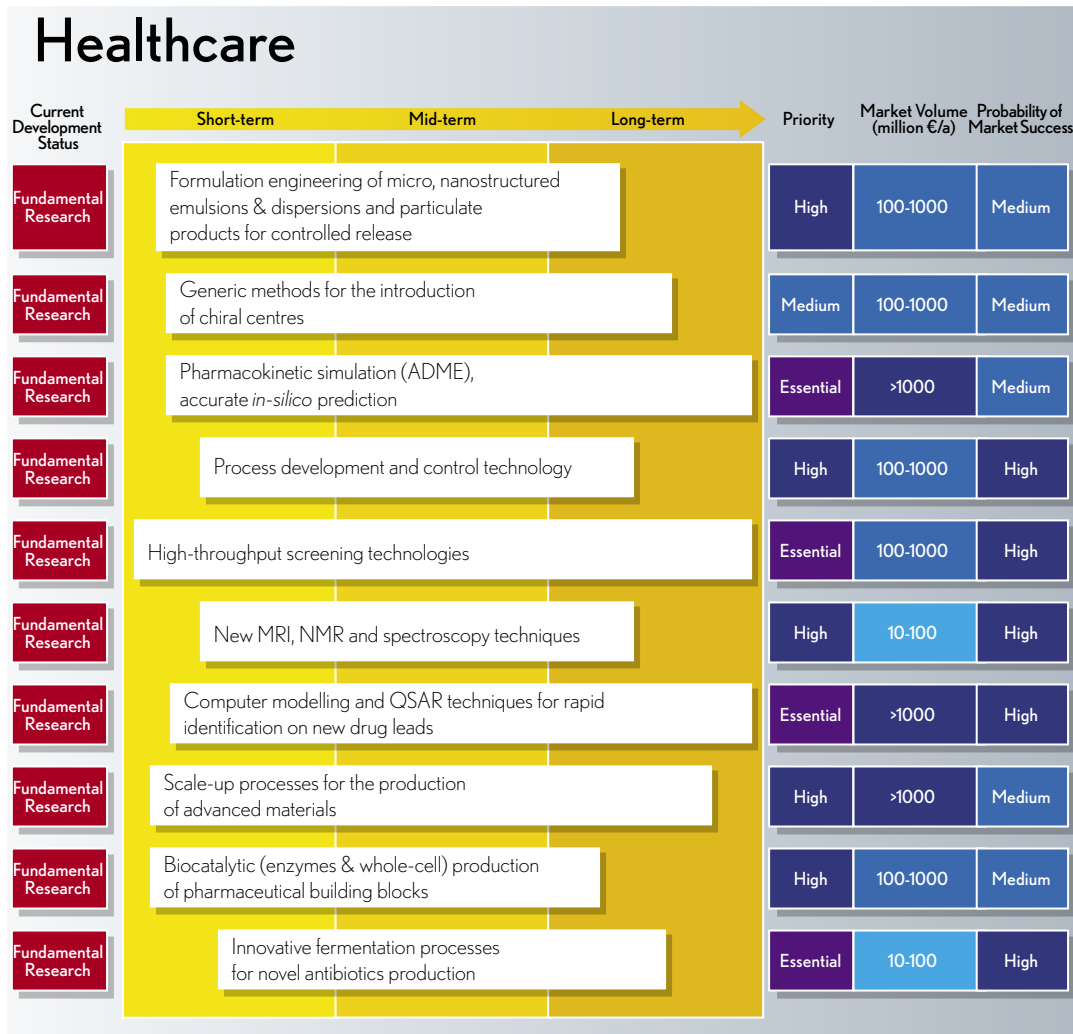 Healthcare
Current
Development
Status
Short-term
Mid-term
Long-term
Priority
Market Volume
(million €/a)
Probability of
Market Success
Fundamental
Research
Formulation engineering of micro, nanostructured
emulsions & dispersions and particulate
products for controlled release
High
100-1000
Medium
Fundamental
Research
Generic methods for the introduction
of chiral centres
Medium
100-1000
Medium
Fundamental
Research
Pharmacokinetic simulation (ADME),
accurate in-silico prediction
Essential
>1000
Medium
Fundamental
Research
Process development and control technology
High
100-1000
High
Fundamental
Research
High-throughput screening technologies
Essential
100-1000
High
Fundamental
Research
New MRI, NMR and spectroscopy techniques
High
10-100
High
Fundamental
Research
Computer modelling and QSAR techniques for rapid
identification on new drug leads
Essential
>1000
High
Fundamental
Research
Scale-up processes for the production
of advanced materials
High
>1000
Medium
Fundamental
Research
Biocatalytic (enzymes & whole-cell) production
of pharmaceutical building blocks
High
100-1000
Medium
Fundamental
Research
Innovative fermentation processes
for novel antibiotics production
Essential
10-100
High